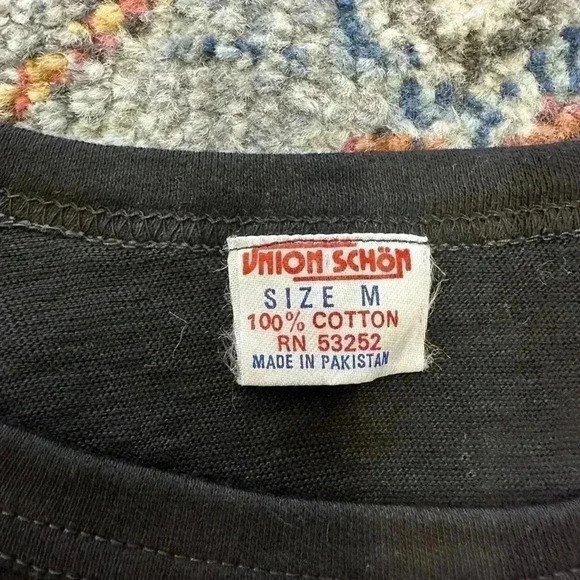 UNION SCHÖN
SIZE M
100% COTTON
RN 53252
MADE IN PAKISTAN